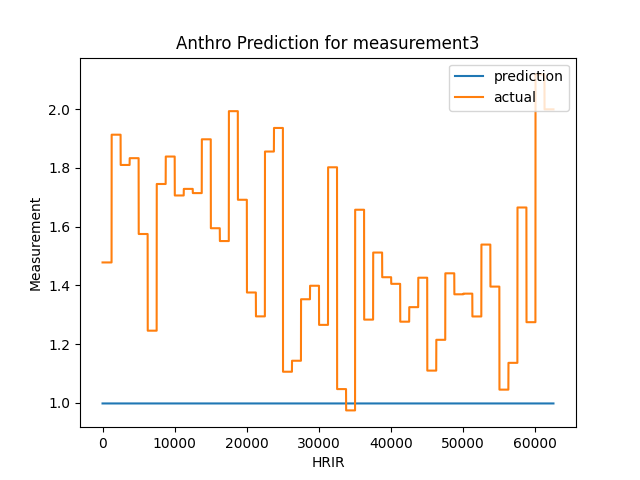 Anthro Prediction for measurement3
prediction
actual
Measurement
2.0
1.8
1.6
1.4
1.2
1.0
0 10000 20000 30000 40000 50000 60000
HRIR